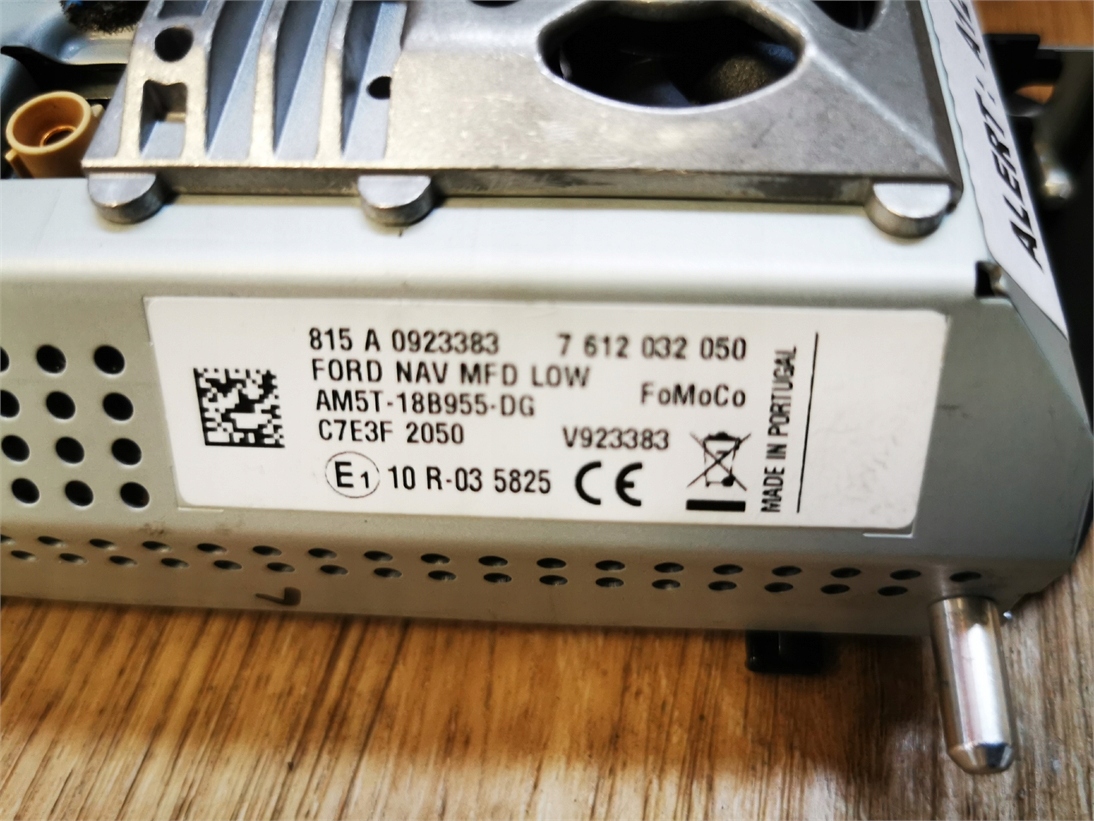 815 A 0923383 7 612 032 050
FORD NAV MFD LOW
AM5T-18B955-DG FoMoCo
C7E3F 2050 V923383
E1 10 R-03 5825 CE
MADE IN PORTUGAL